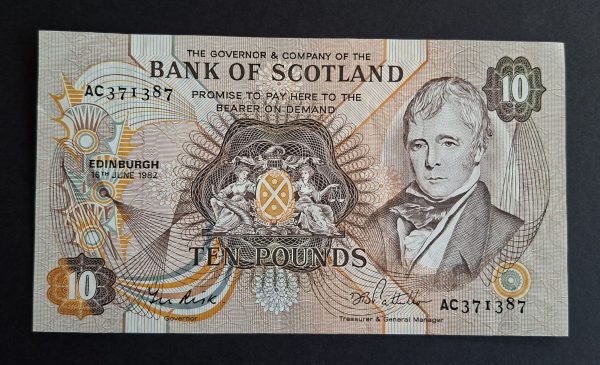 THE GOVERNOR & COMPANY OF THE
BANK OF SCOTLAND
AC371387
PROMISE TO PAY HERE TO THE
BEARER ON DEMAND
10
EDINBURGH
16TH JUNE 1982
TEN POUNDS
10
Governor
Treasurer & General Manager
AC371387